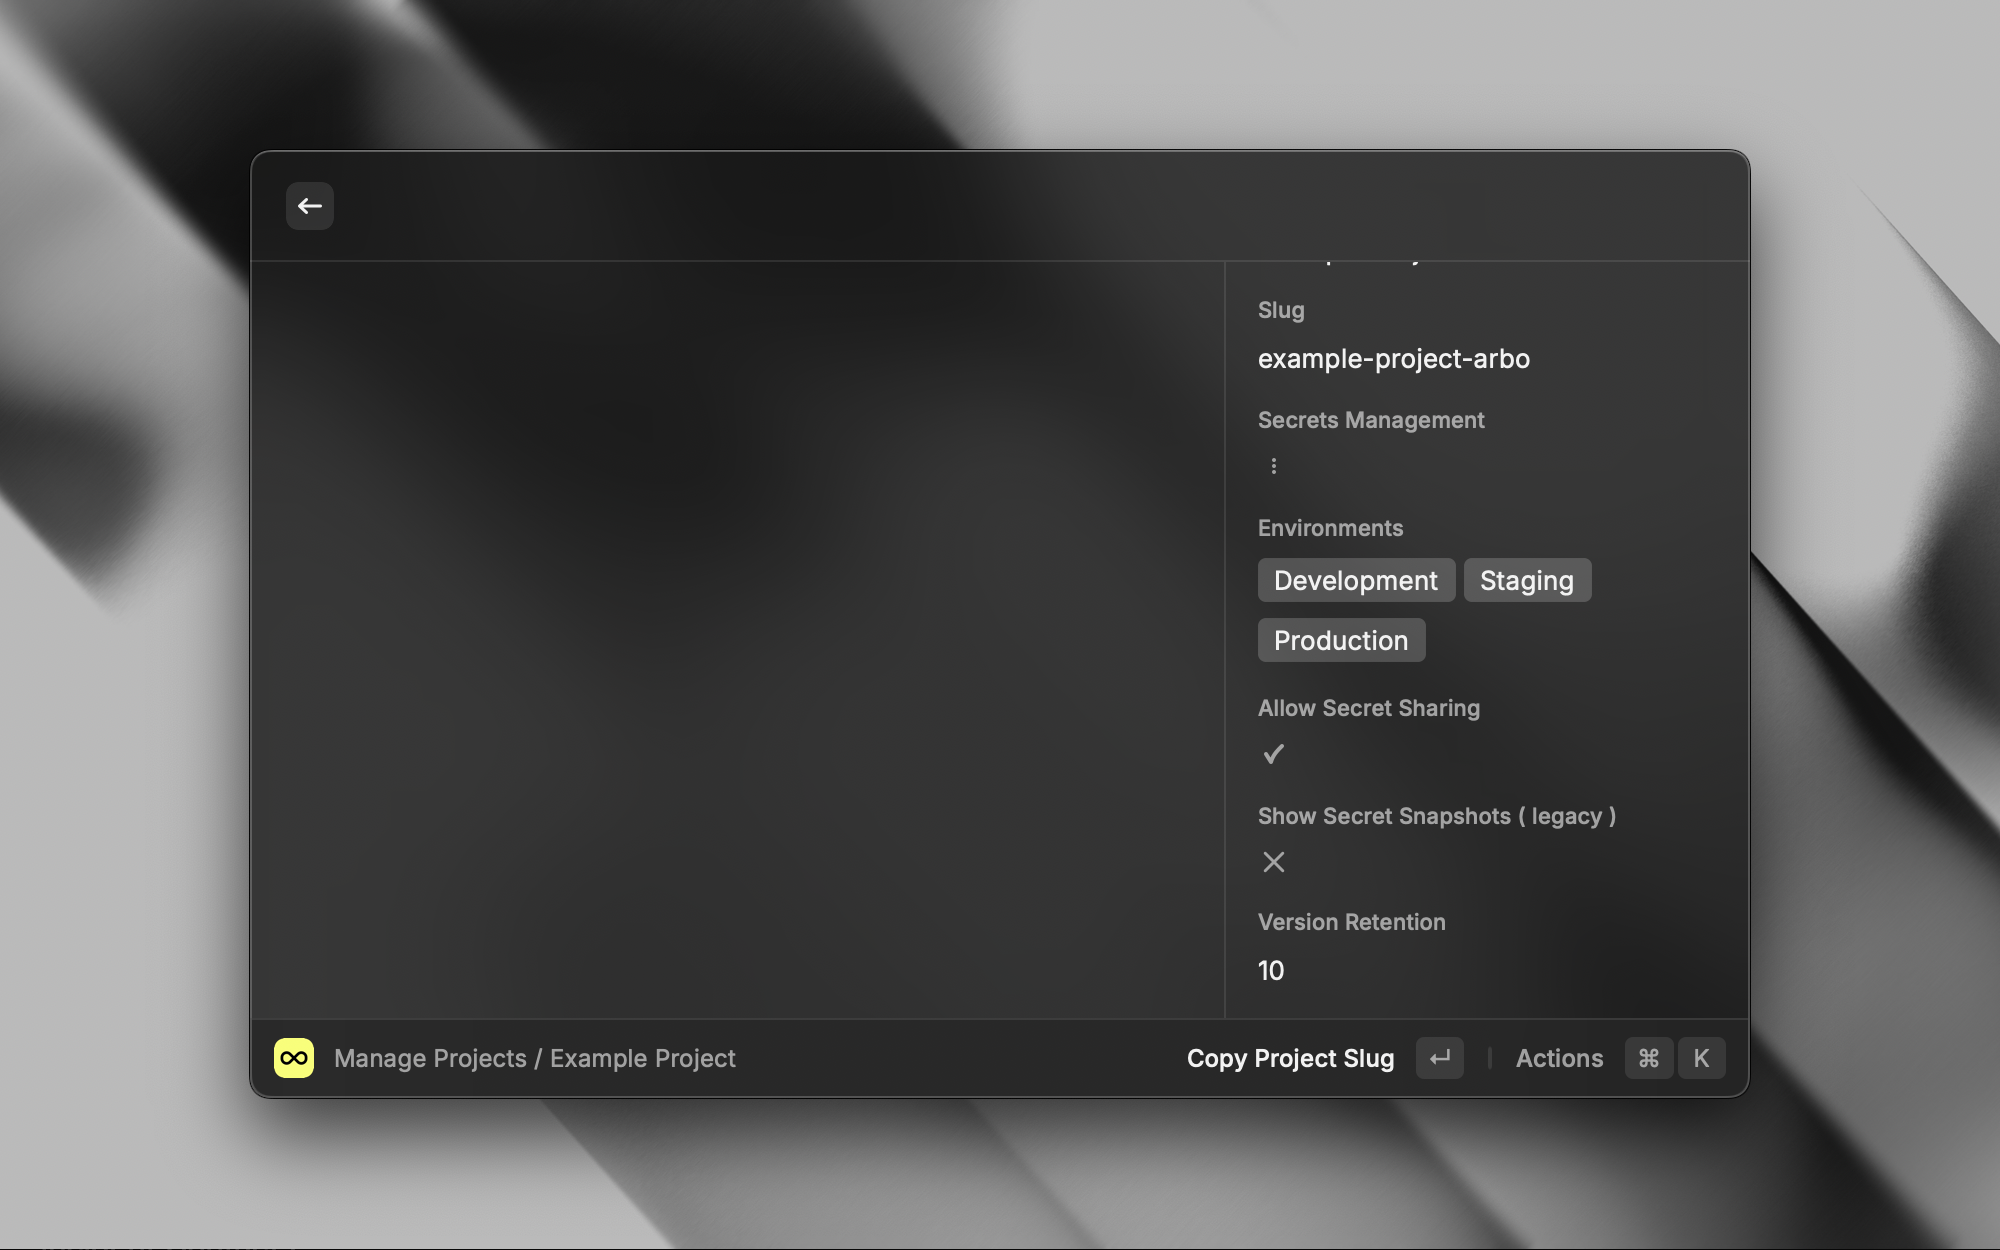 Slug
example-project-arbo
Secrets Management
Environments
Development Staging
Production
Allow Secret Sharing
Show Secret Snapshots ( legacy )
Version Retention
10
Manage Projects / Example Project
Copy Project Slug
Actions ⌘ K